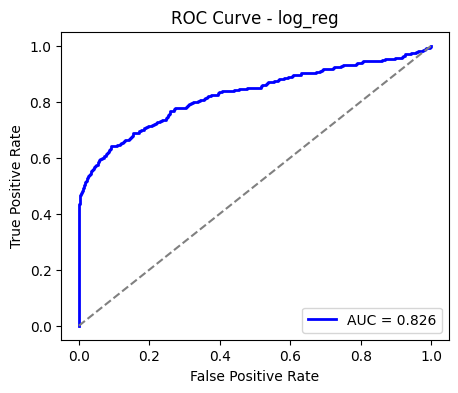 ROC Curve - log_reg
True Positive Rate
1.0
0.8
0.6
0.4
0.2
0.0
AUC = 0.826
0.0 0.2 0.4 0.6 0.8 1.0
False Positive Rate